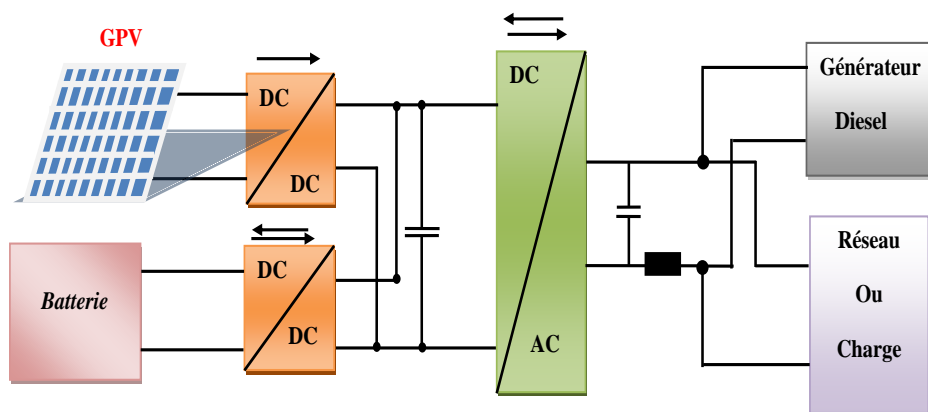 GPV
DC
DC
Batterie
DC
DC
DC
AC
Générateur
Diesel
Réseau
Ou
Charge